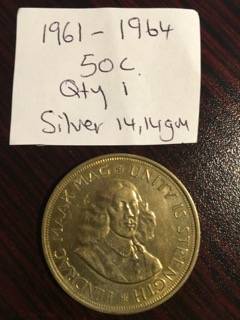 1961 - 1964
50c.
Qty 1
Silver 14,14gm
EENDRAG MAAK MAG · UNITY IS STRENGTH